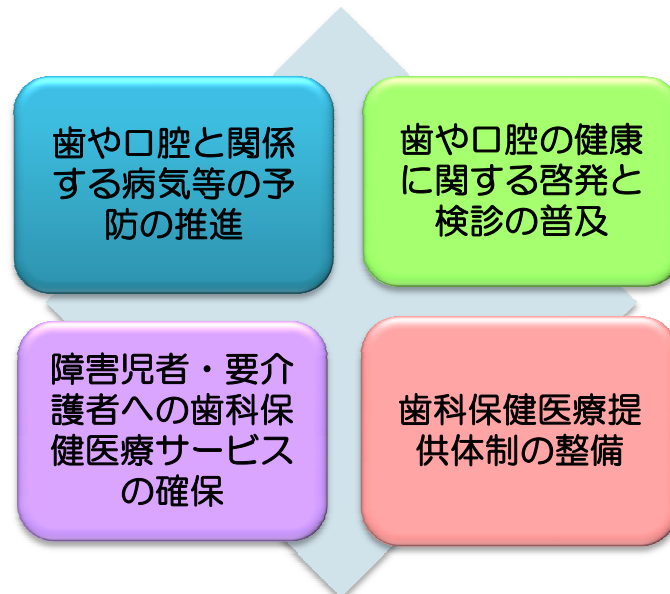 歯や口腔と関係
する病気等の予
防の推進
歯や口腔の健康
に関する啓発と
検診の普及
障害児者・要介
護者への歯科保
健医療サービス
の確保
歯科保健医療提
供体制の整備